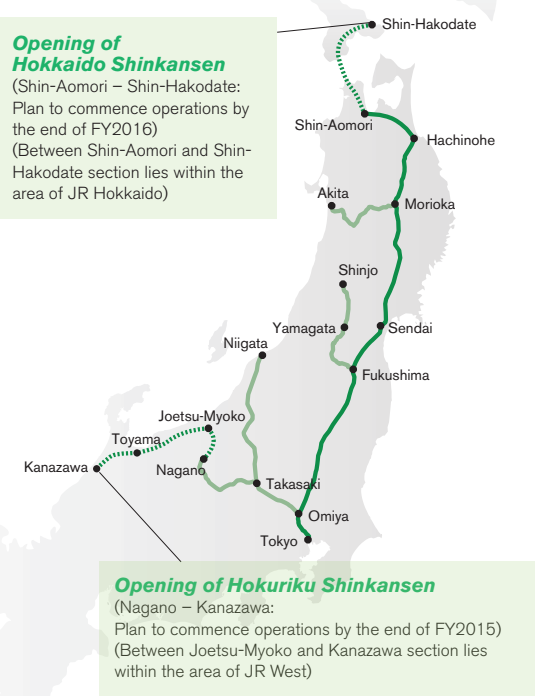 Shin-Hakodate
Opening of
Hokkaido Shinkansen
(Shin-Aomori – Shin-Hakodate:
Plan to commence operations by
the end of FY2016)
(Between Shin-Aomori and Shin-
Hakodate section lies within the
area of JR Hokkaido)
Shin-Aomori
Hachinohe
Akita
Morioka
Shinjo
Yamagata
Sendai
Niigata
Fukushima
Joetsu-Myoko
Toyama
Kanazawa
Nagano
Takasaki
Omiya
Tokyo
Opening of Hokuriku Shinkansen
(Nagano – Kanazawa:
Plan to commence operations by the end of FY2015)
(Between Joetsu-Myoko and Kanazawa section lies
within the area of JR West)